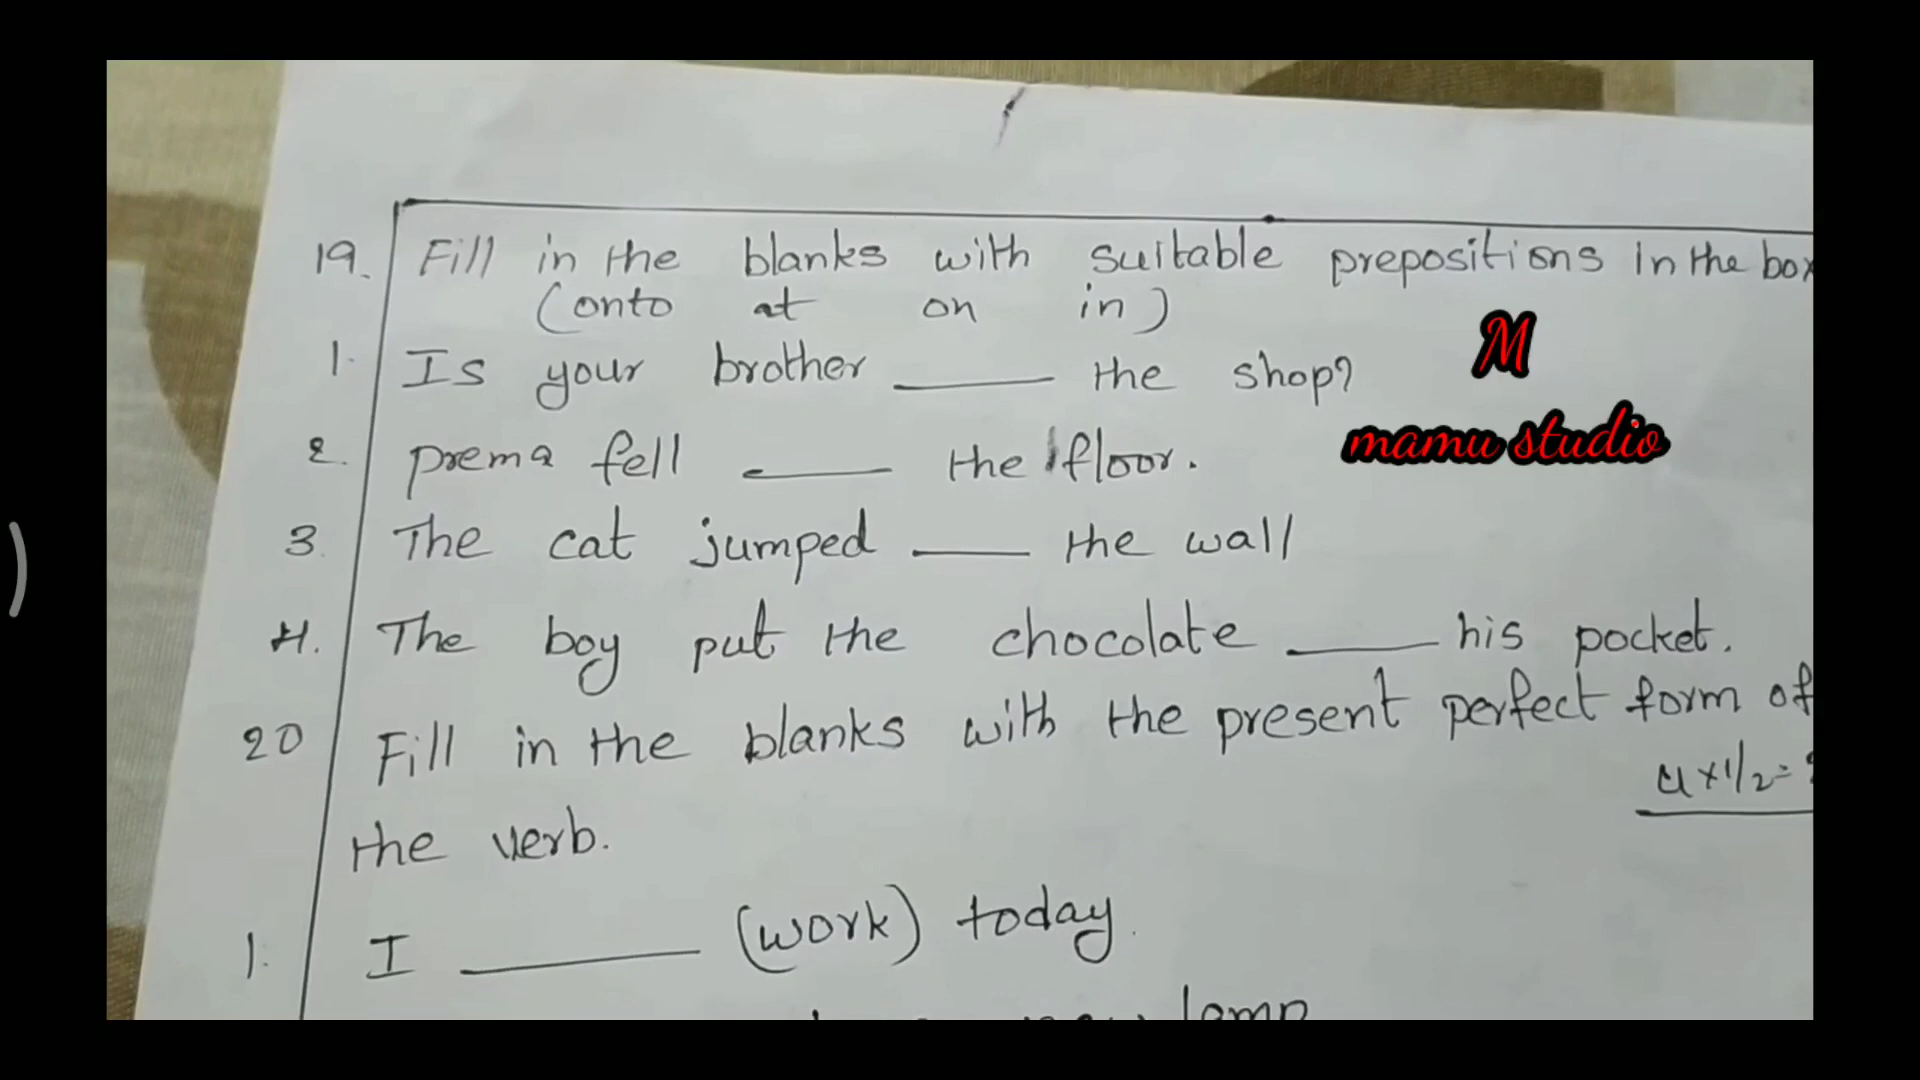 19. Fill in the blanks with suitable prepositions in the box
(onto at on in)
1. Is your brother ____ the shop?
M
mamu studio
2. prema fell ____ the floor.
3. The cat jumped ____ the wall
4. The boy put the chocolate ____ his pocket.
20 Fill in the blanks with the present perfect form of
4x1/2=
the verb.
1. I ____ (work) today.
lamp